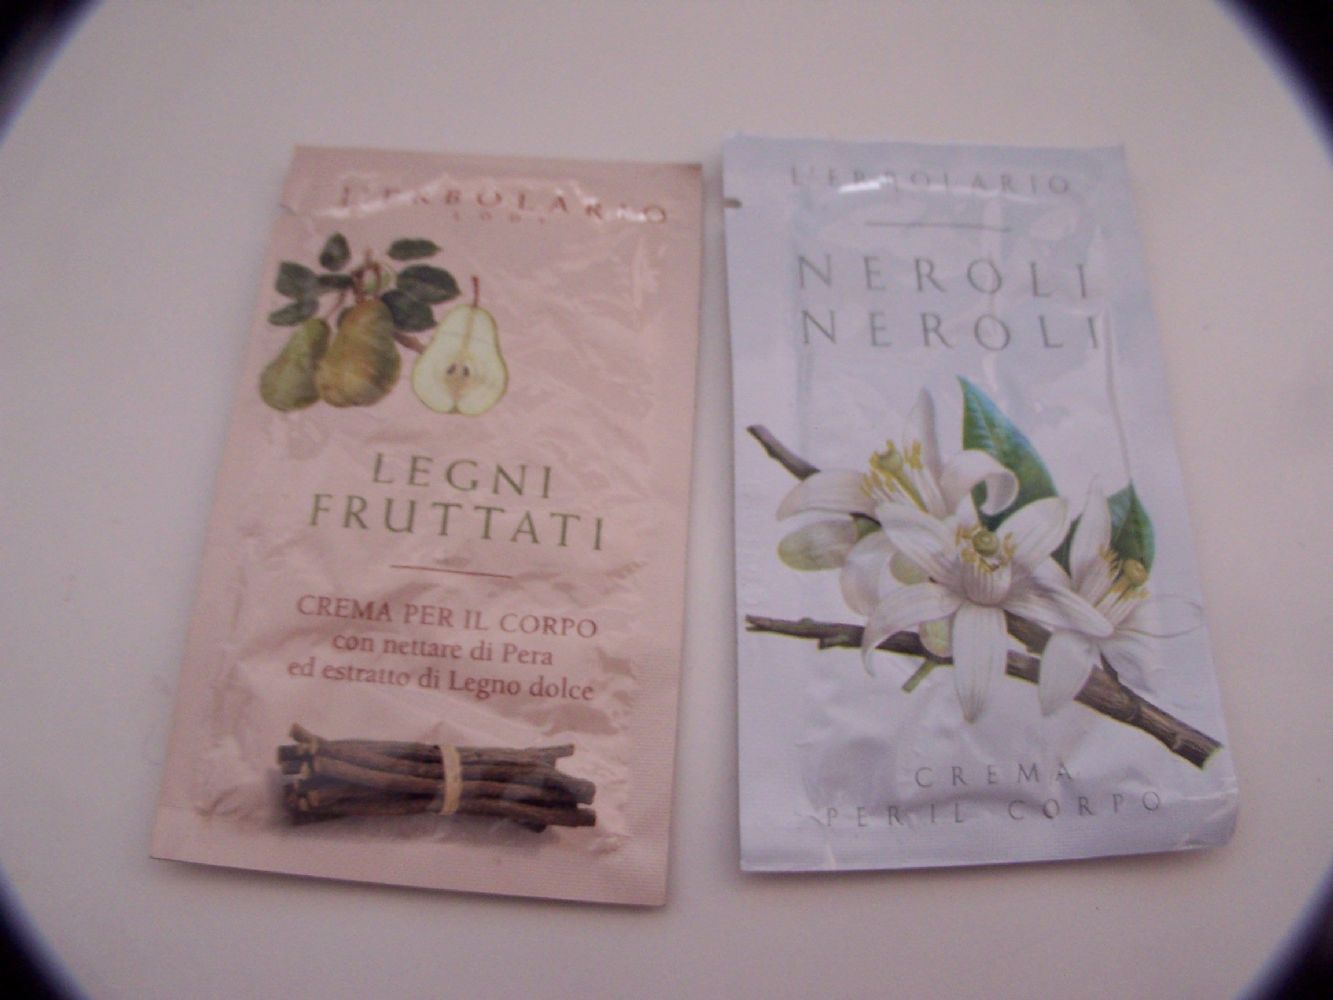 L'ERBOLARIO
LODI
LEGNI
FRUTTATI
CREMA PER IL CORPO
con nettare di Pera
ed estratto di Legno dolce
L'ERBOLARIO
NEROLI
NEROLI
CREMA
PER IL CORPO